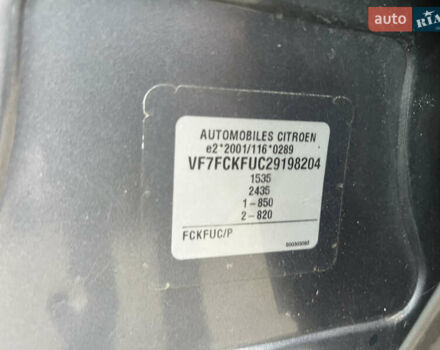 auto RIA
AUTOMOBILES CITROEN
e2*2001/116*0289
VF7FCKFUC29198204
1535
2435
1-850
2-820
FCKFUC/P